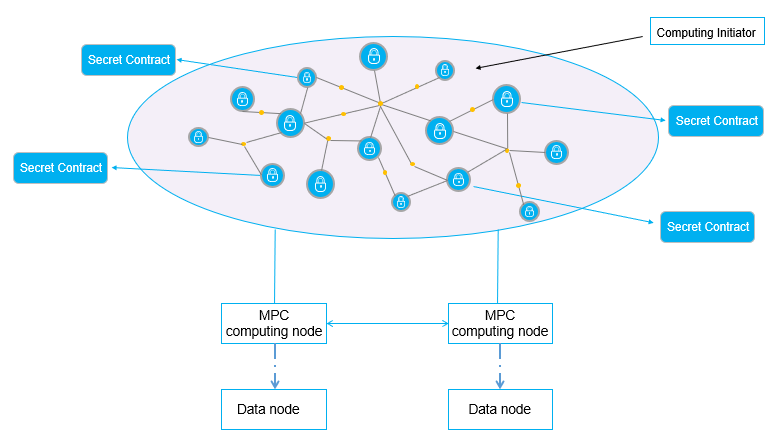 Computing Initiator
Secret Contract
Secret Contract
Secret Contract
Secret Contract
MPC
computing node
MPC
computing node
Data node
Data node